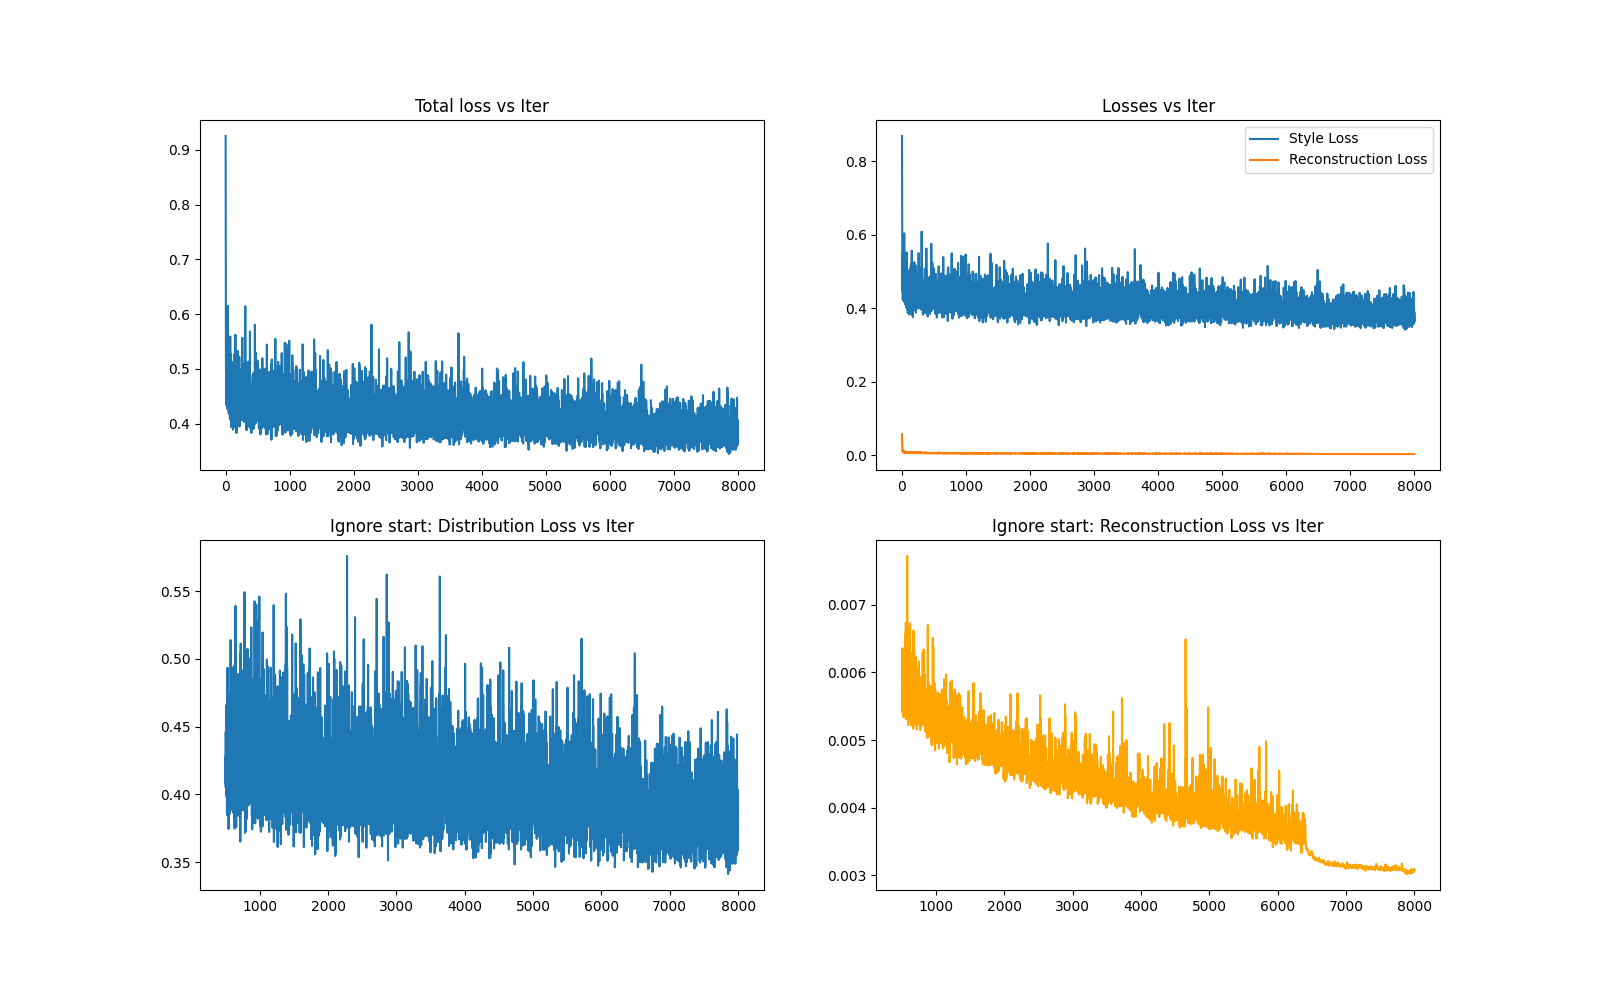 Total loss vs Iter
0.9
0.8
0.7
0.6
0.5
0.4
0 1000 2000 3000 4000 5000 6000 7000 8000
Losses vs Iter
Style Loss
Reconstruction Loss
0.8
0.6
0.4
0.2
0.0
0 1000 2000 3000 4000 5000 6000 7000 8000
Ignore start: Distribution Loss vs Iter
0.55
0.50
0.45
0.40
0.35
1000 2000 3000 4000 5000 6000 7000 8000
Ignore start: Reconstruction Loss vs Iter
0.007
0.006
0.005
0.004
0.003
1000 2000 3000 4000 5000 6000 7000 8000